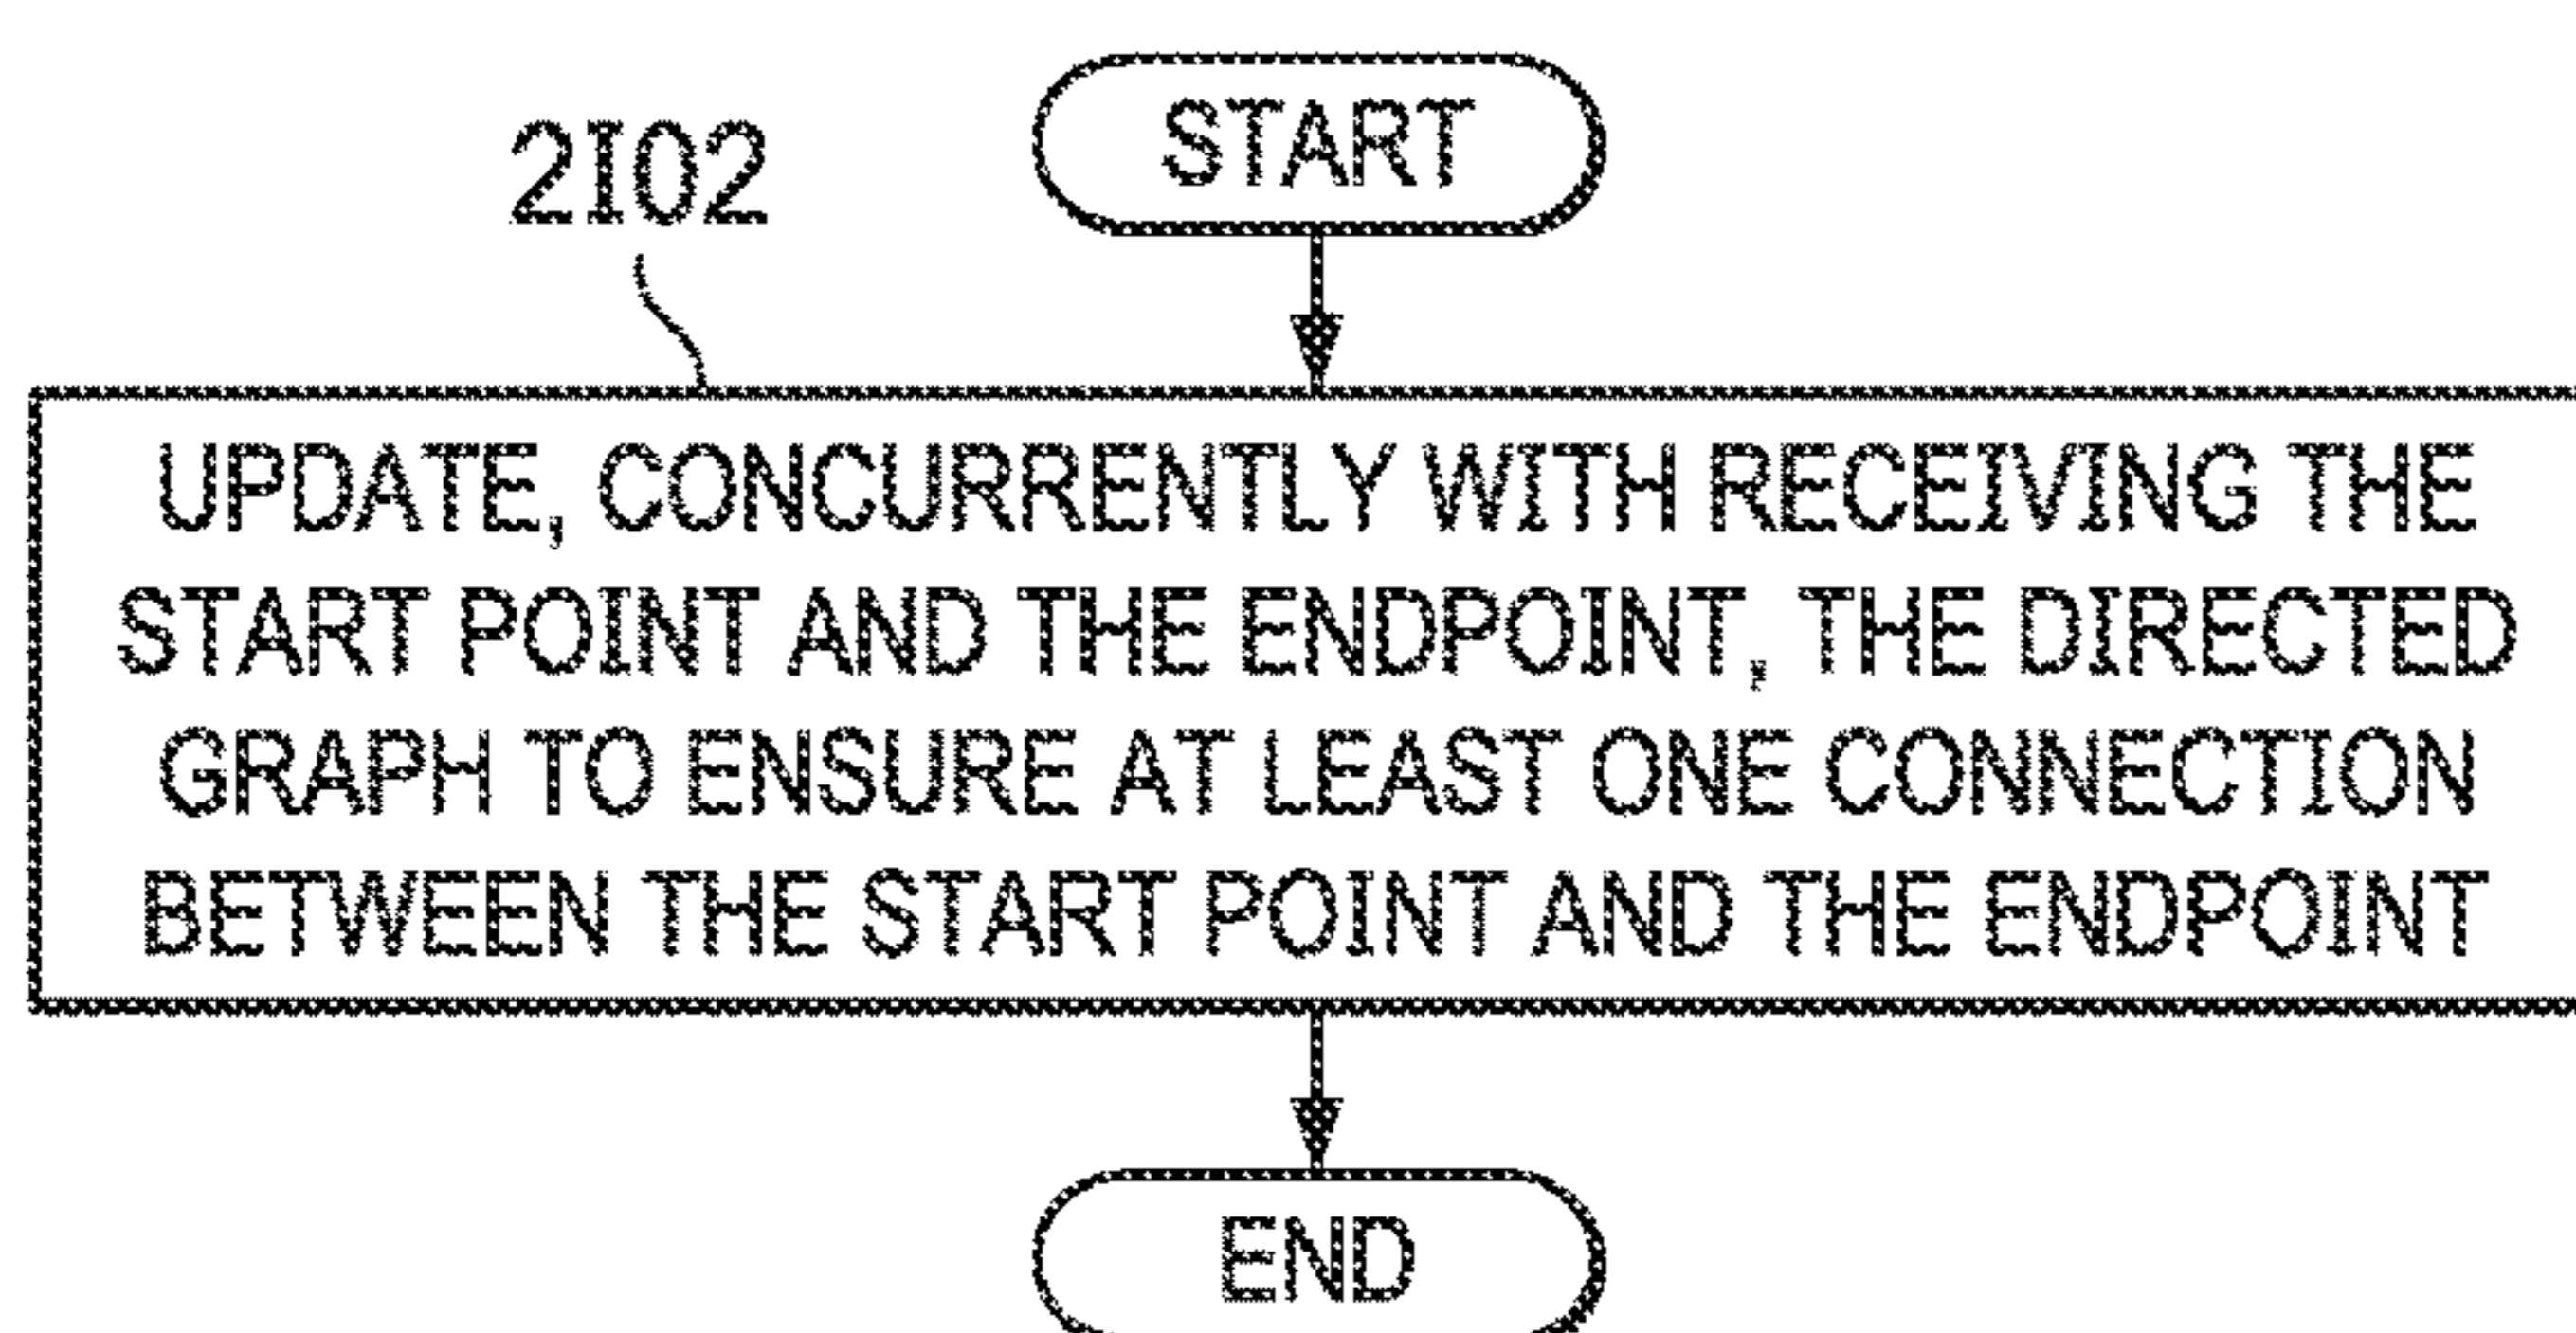 START
2I02
UPDATE, CONCURRENTLY WITH RECEIVING THE
START POINT AND THE ENDPOINT, THE DIRECTED
GRAPH TO ENSURE AT LEAST ONE CONNECTION
BETWEEN THE START POINT AND THE ENDPOINT
END